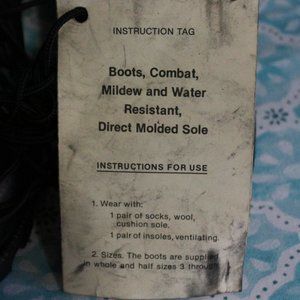 INSTRUCTION TAG
Boots, Combat,
Mildew and Water
Resistant,
Direct Molded Sole
INSTRUCTIONS FOR USE
1. Wear with:
1 pair of socks, wool,
cushion sole.
1 pair of insoles, ventilating.
2. Sizes. The boots are supplied
in whole and half sizes 3 through